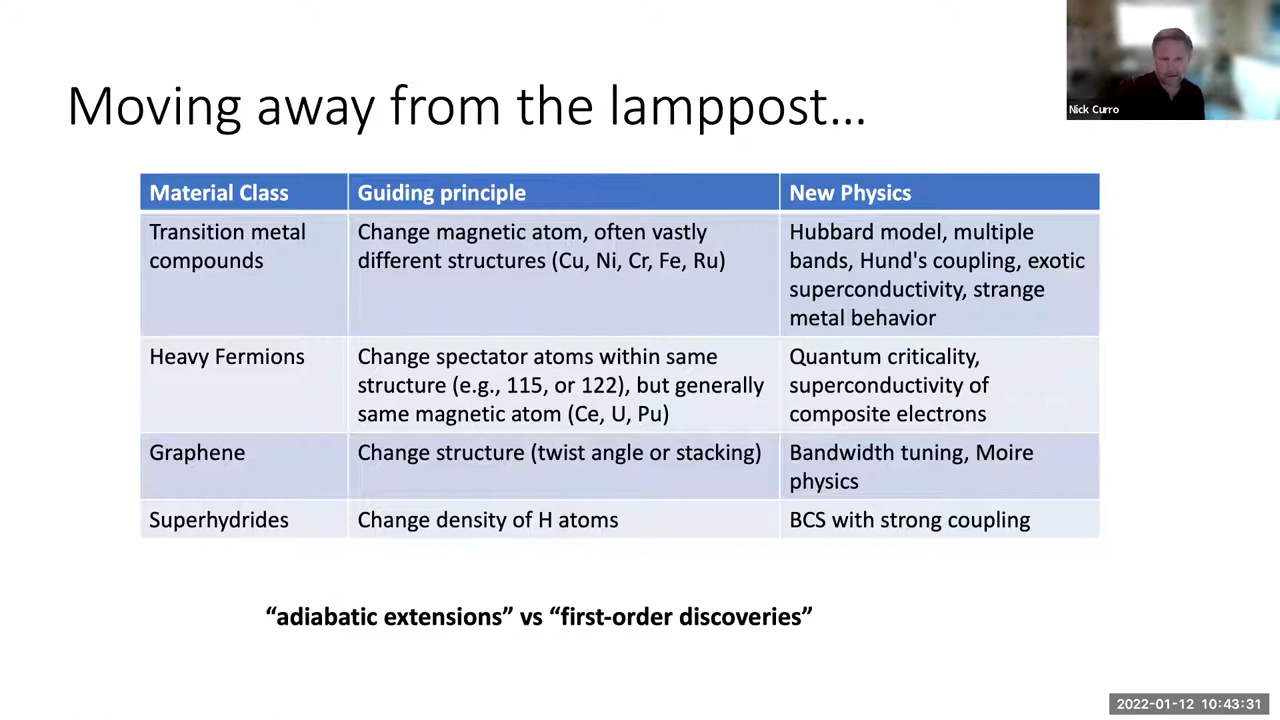 Moving away from the lamppost...
Nick Curro
Material Class
Guiding principle
New Physics
Transition metal
compounds
Change magnetic atom, often vastly
different structures (Cu, Ni, Cr, Fe, Ru)
Hubbard model, multiple
bands, Hund's coupling, exotic
superconductivity, strange
metal behavior
Heavy Fermions
Change spectator atoms within same
structure (e.g., 115, or 122), but generally
same magnetic atom (Ce, U, Pu)
Quantum criticality,
superconductivity of
composite electrons
Graphene
Change structure (twist angle or stacking)
Bandwidth tuning, Moire
physics
Superhydrides
Change density of H atoms
BCS with strong coupling
“adiabatic extensions” vs “first-order discoveries”
2022-01-12 10:43:31